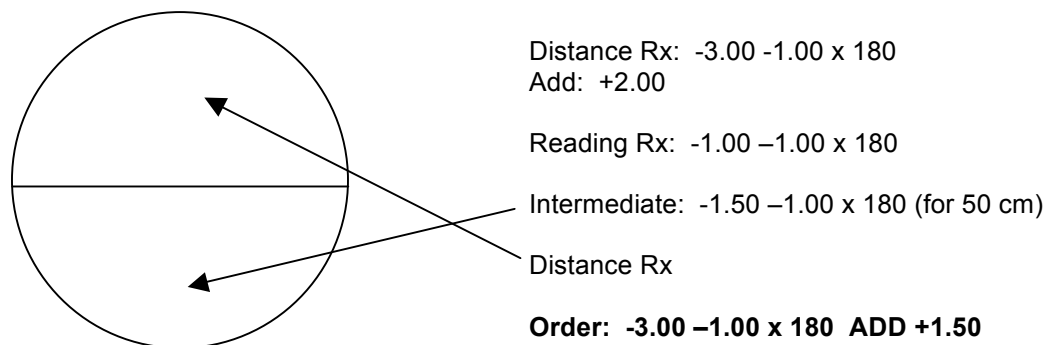 Distance Rx: -3.00 -1.00 x 180
Add: +2.00
Reading Rx: -1.00 –1.00 x 180
Intermediate: -1.50 –1.00 x 180 (for 50 cm)
Distance Rx
Order: -3.00 –1.00 x 180 ADD +1.50